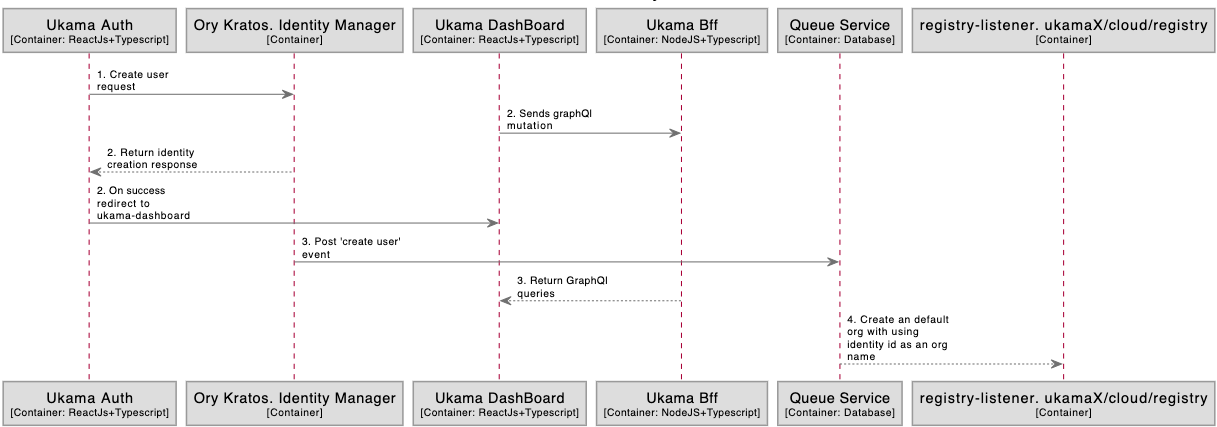 Ukama Auth
[Container: ReactJs+Typescript]
Ory Kratos. Identity Manager
[Container]
Ukama DashBoard
[Container: ReactJs+Typescript]
Ukama Bff
[Container: NodeJS+Typescript]
Queue Service
[Container: Database]
registry-listener. ukamaX/cloud/registry
[Container]
1. Create user
request
2. Sends graphQl
mutation
2. Return identity
creation response
2. On success
redirect to
ukama-dashboard
3. Post 'create user'
event
3. Return GraphQl
queries
4. Create an default
org with using
identity id as an org
name
Ukama Auth
[Container: ReactJs+Typescript]
Ory Kratos. Identity Manager
[Container]
Ukama DashBoard
[Container: ReactJs+Typescript]
Ukama Bff
[Container: NodeJS+Typescript]
Queue Service
[Container: Database]
registry-listener. ukamaX/cloud/registry
[Container]